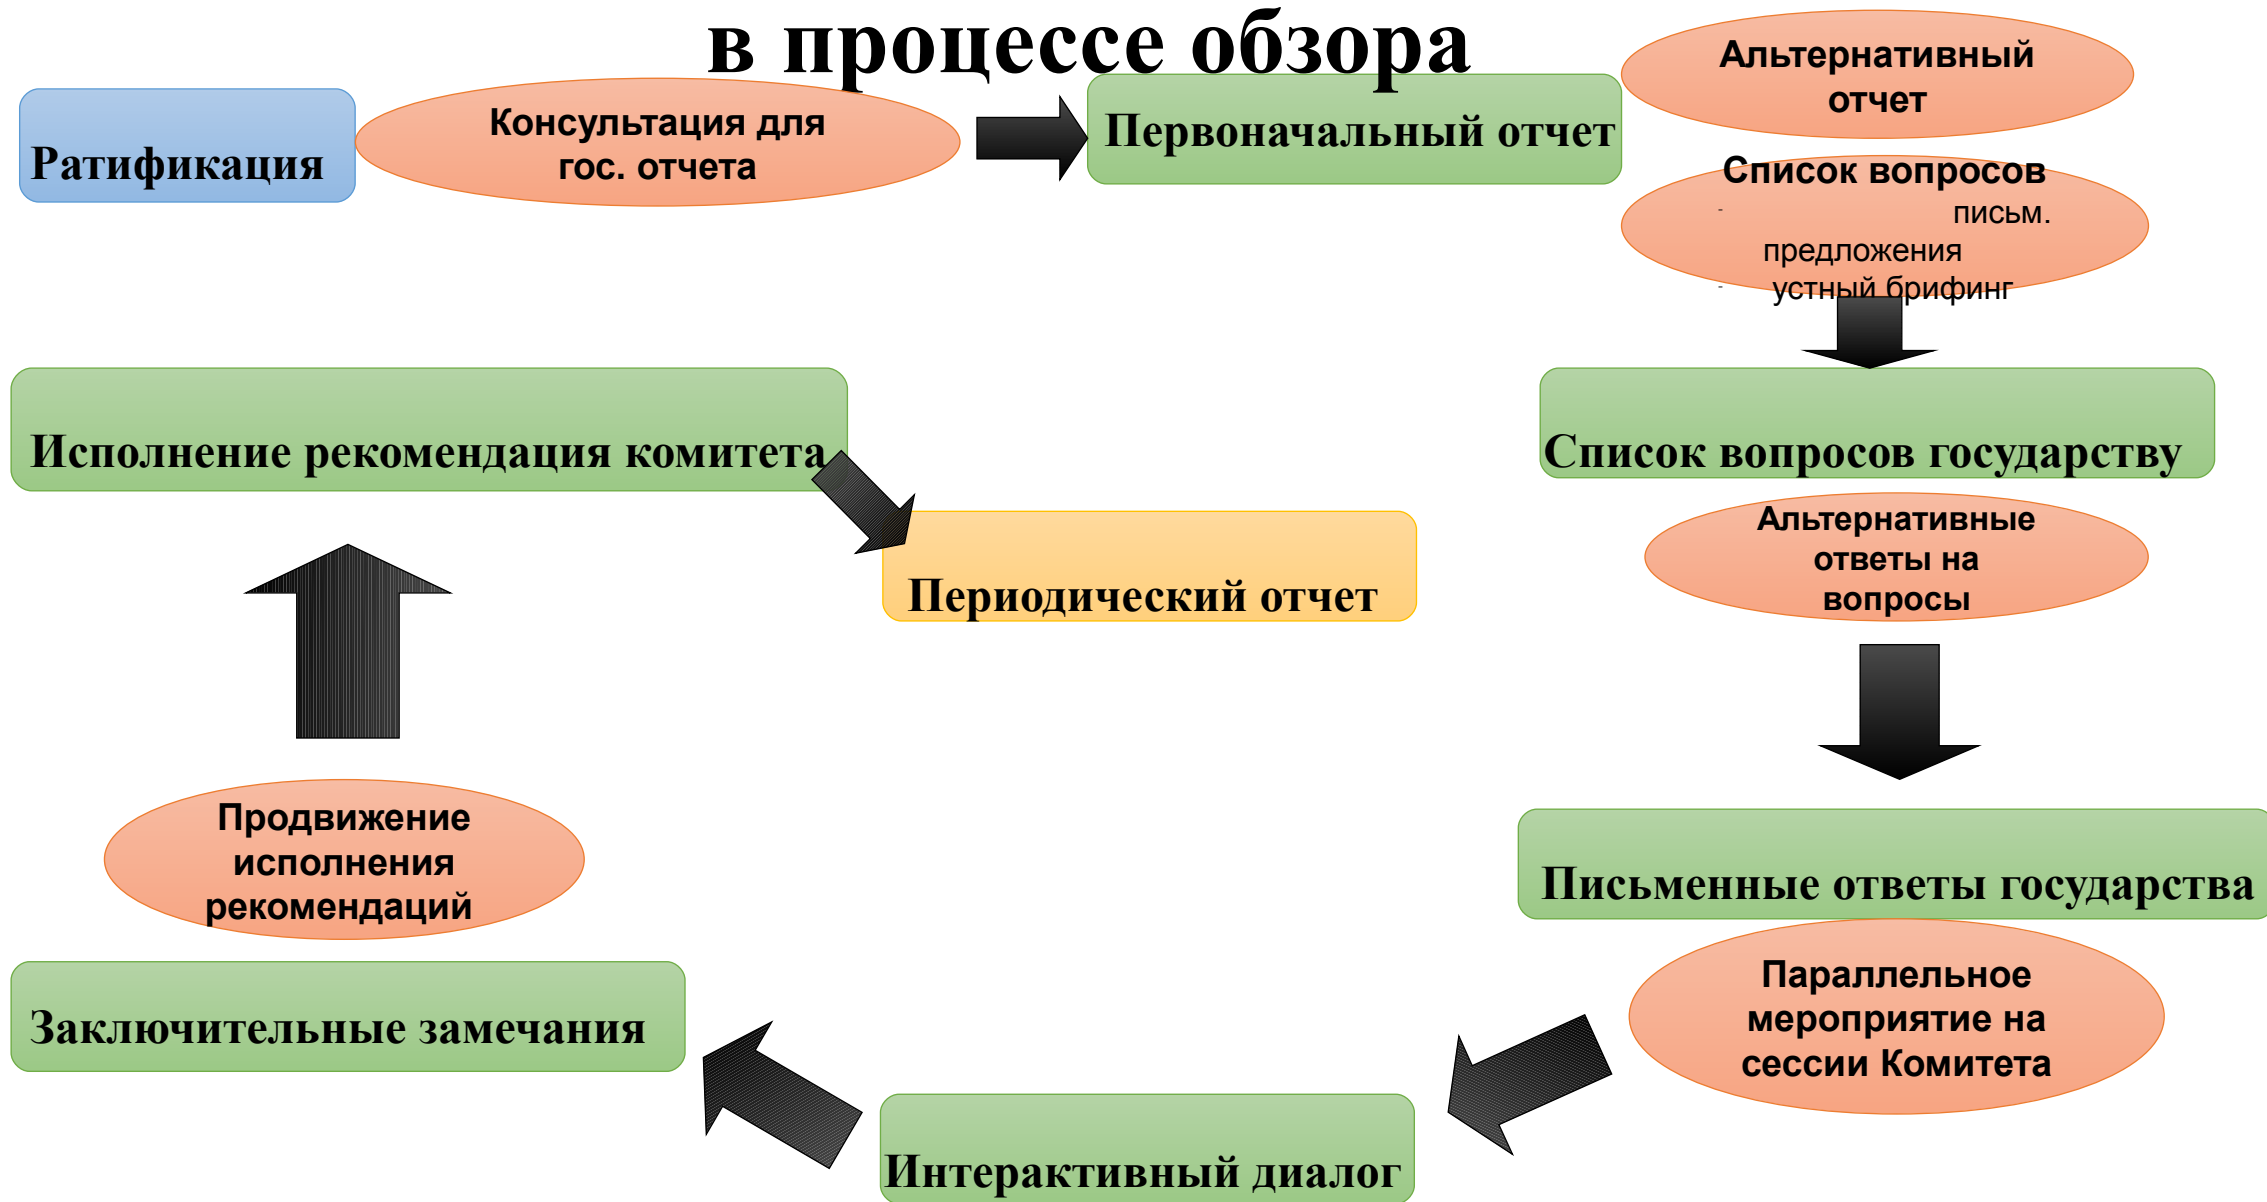 в процессе обзора
Ратификация
Консультация для
гос. отчета
Первоначальный отчет
Альтернативный
отчет
Список вопросов
- письм.
предложения
- устный брифинг
Список вопросов государству
Альтернативные
ответы на
вопросы
Письменные ответы государства
Параллельное
мероприятие на
сессии Комитета
Интерактивный диалог
Заключительные замечания
Продвижение
исполнения
рекомендаций
Исполнение рекомендация комитета
Периодический отчет